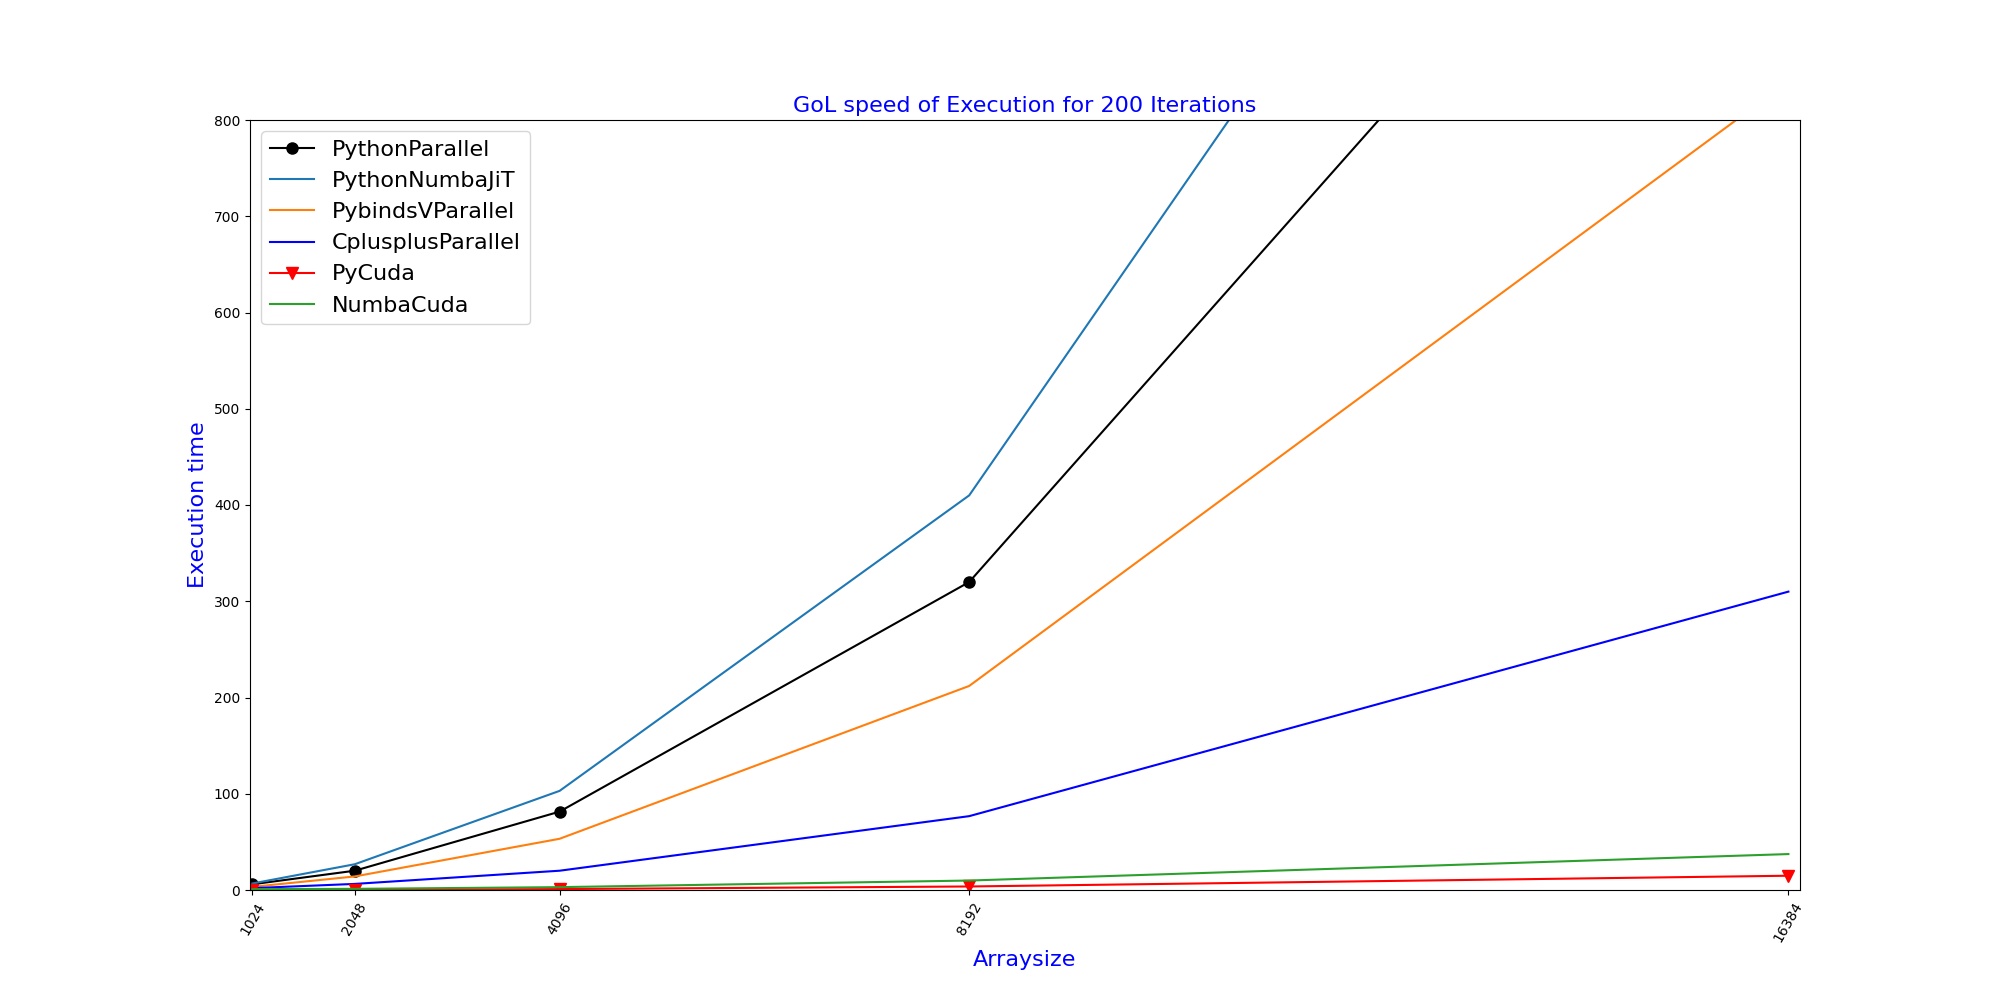 GoL speed of Execution for 200 Iterations
800
700
600
500
400
300
200
100
0
PythonParallel
PythonNumbaJiT
PybindsVParallel
CplusplusParallel
PyCuda
NumbaCuda
Execution time
1024
2048
4096
8192
16384
Arraysize